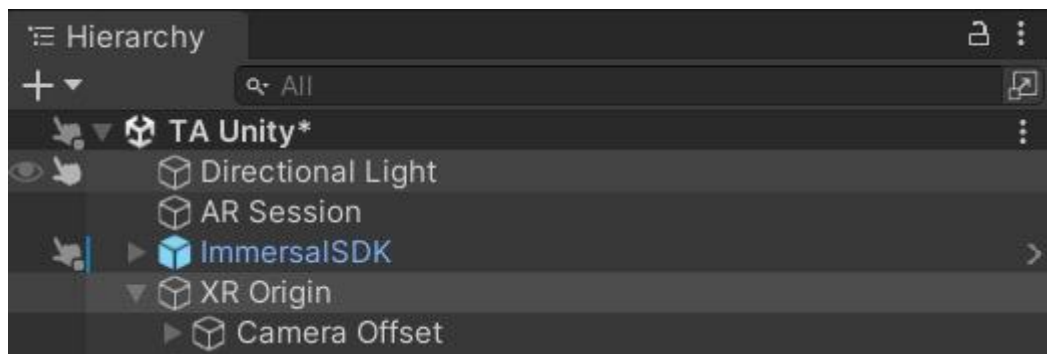 Hierarchy
All
TA Unity*
Directional Light
AR Session
ImmersalSDK
XR Origin
Camera Offset